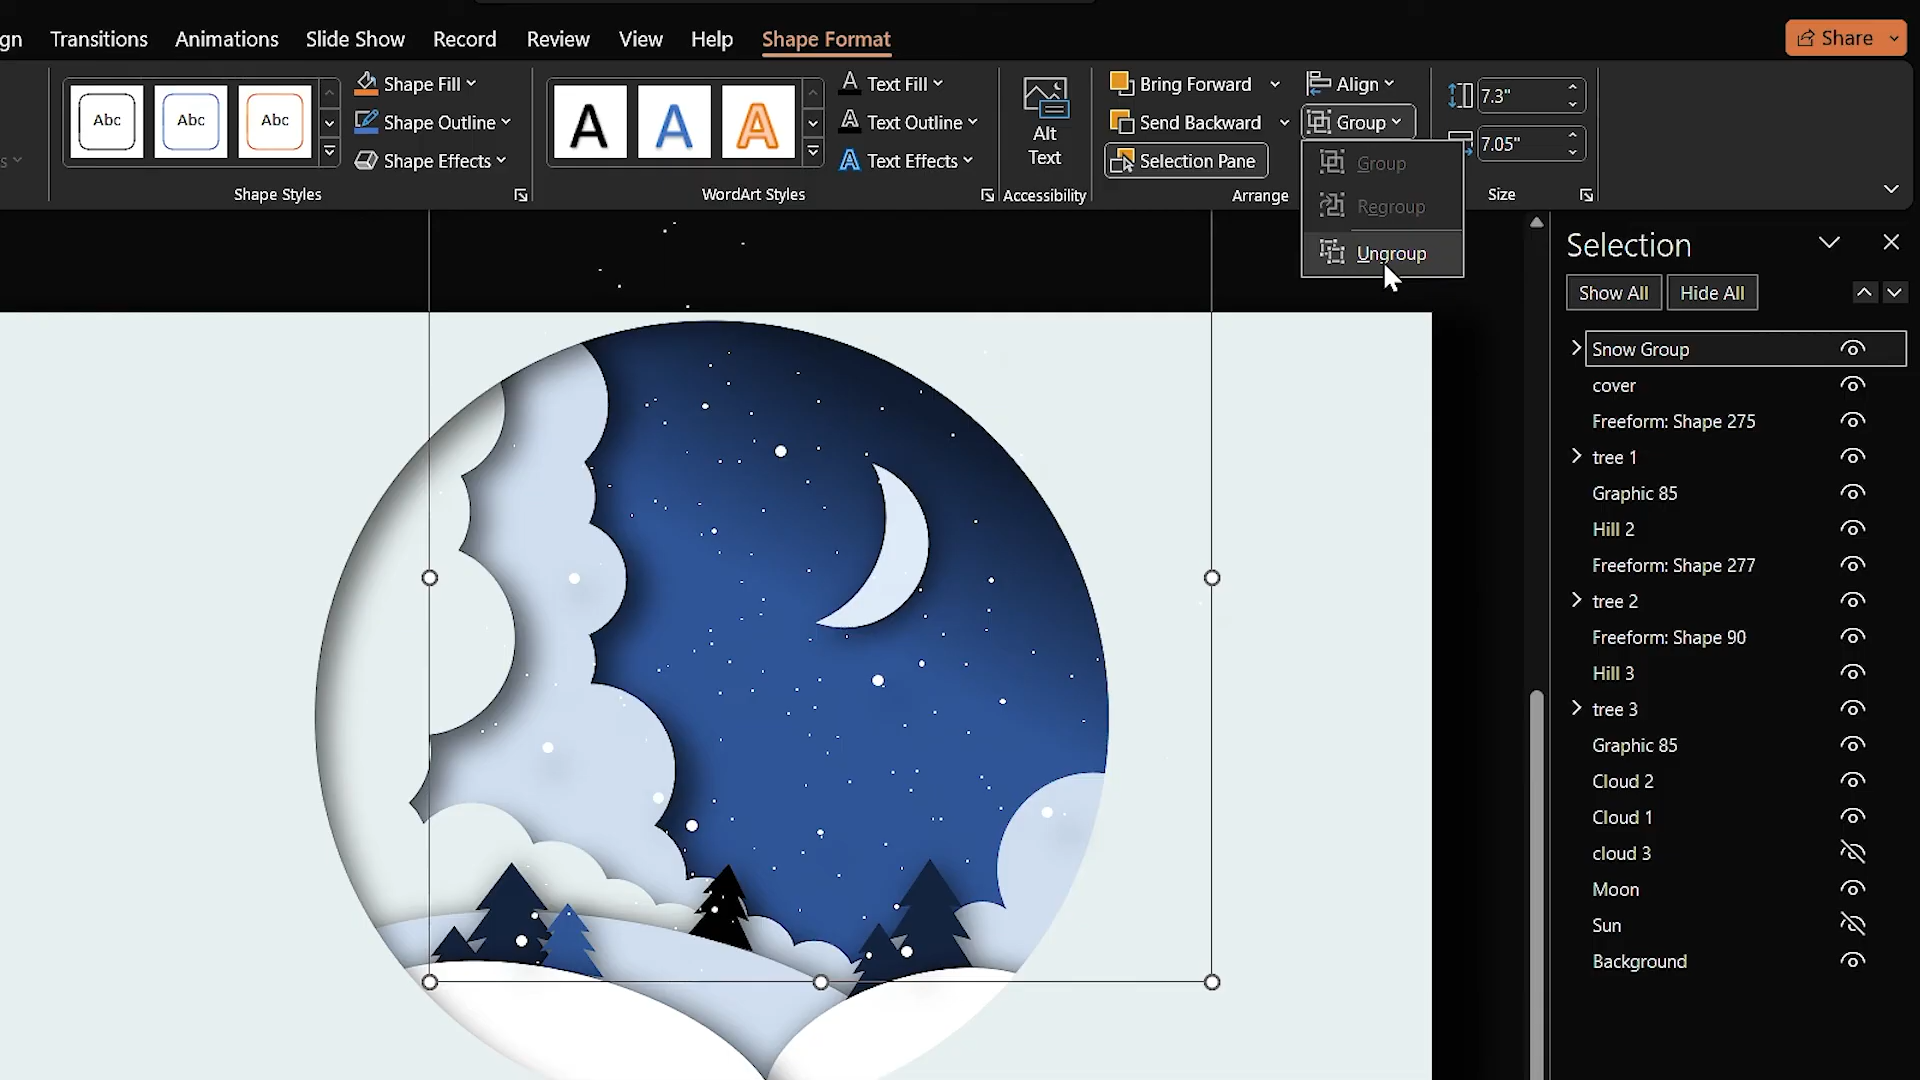 gn Transitions Animations Slide Show Record Review View Help Shape Format Share
Abc Abc Abc
Shape Fill
Shape Outline
Shape Effects
Shape Styles
A A A
Text Fill
Text Outline
Text Effects
WordArt Styles
Alt
Text
Accessibility
Bring Forward
Send Backward
Selection Pane
Align
Group
Arrange
Group
Regroup
Ungroup
7.3"
7.05"
Size
Selection
Show All Hide All
Snow Group
cover
Freeform: Shape 275
tree 1
Graphic 85
Hill 2
Freeform: Shape 277
tree 2
Freeform: Shape 90
Hill 3
tree 3
Graphic 85
Cloud 2
Cloud 1
cloud 3
Moon
Sun
Background